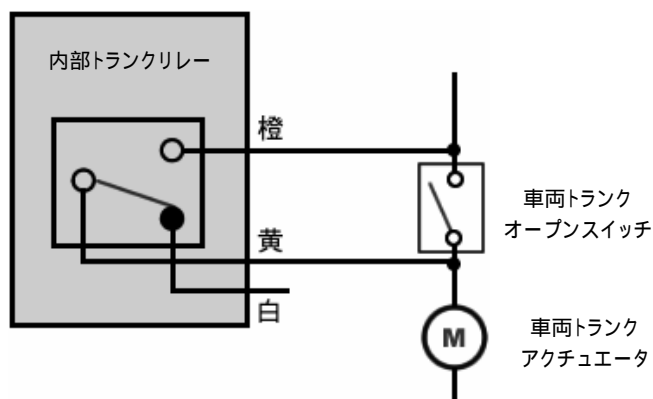 内部トランクリレー
橙
車両トランク
オープンスイッチ
黄
白
M
車両トランク
アクチュエータ